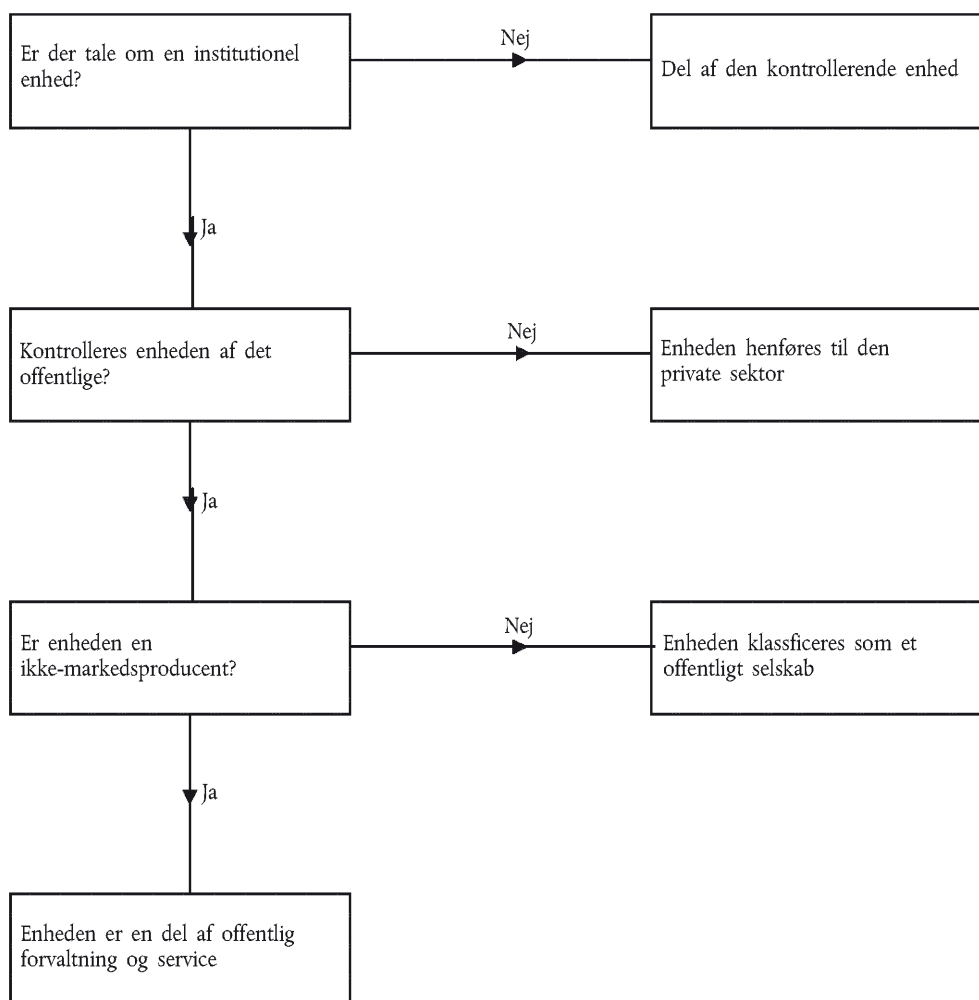 Er der tale om en institutionel
enhed?
Nej
Del af den kontrollerende enhed
Ja
Kontrolleres enheden af det
offentlige?
Nej
Enheden henføres til den
private sektor
Ja
Er enheden en
ikke-markedsproducent?
Nej
Enheden klassficeres som et
offentligt selskab
Ja
Enheden er en del af offentlig
forvaltning og service